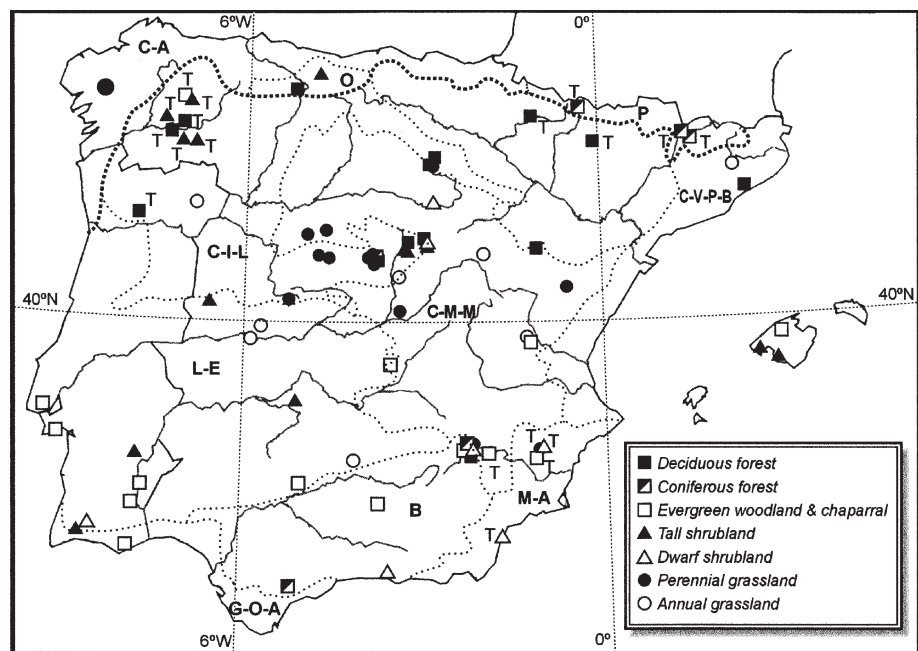 6ºW
0º
C-A
O
T
T
T
T
P
T
T
T
T
T
T
T
T
C-V-P-B
T
C-I-L
40ºN
40ºN
C-M-M
L-E
T
T
T
T
M-A
B
T
G-O-A
6ºW
0º
Deciduous forest
Coniferous forest
Evergreen woodland & chaparral
Tall shrubland
Dwarf shrubland
Perennial grassland
Annual grassland